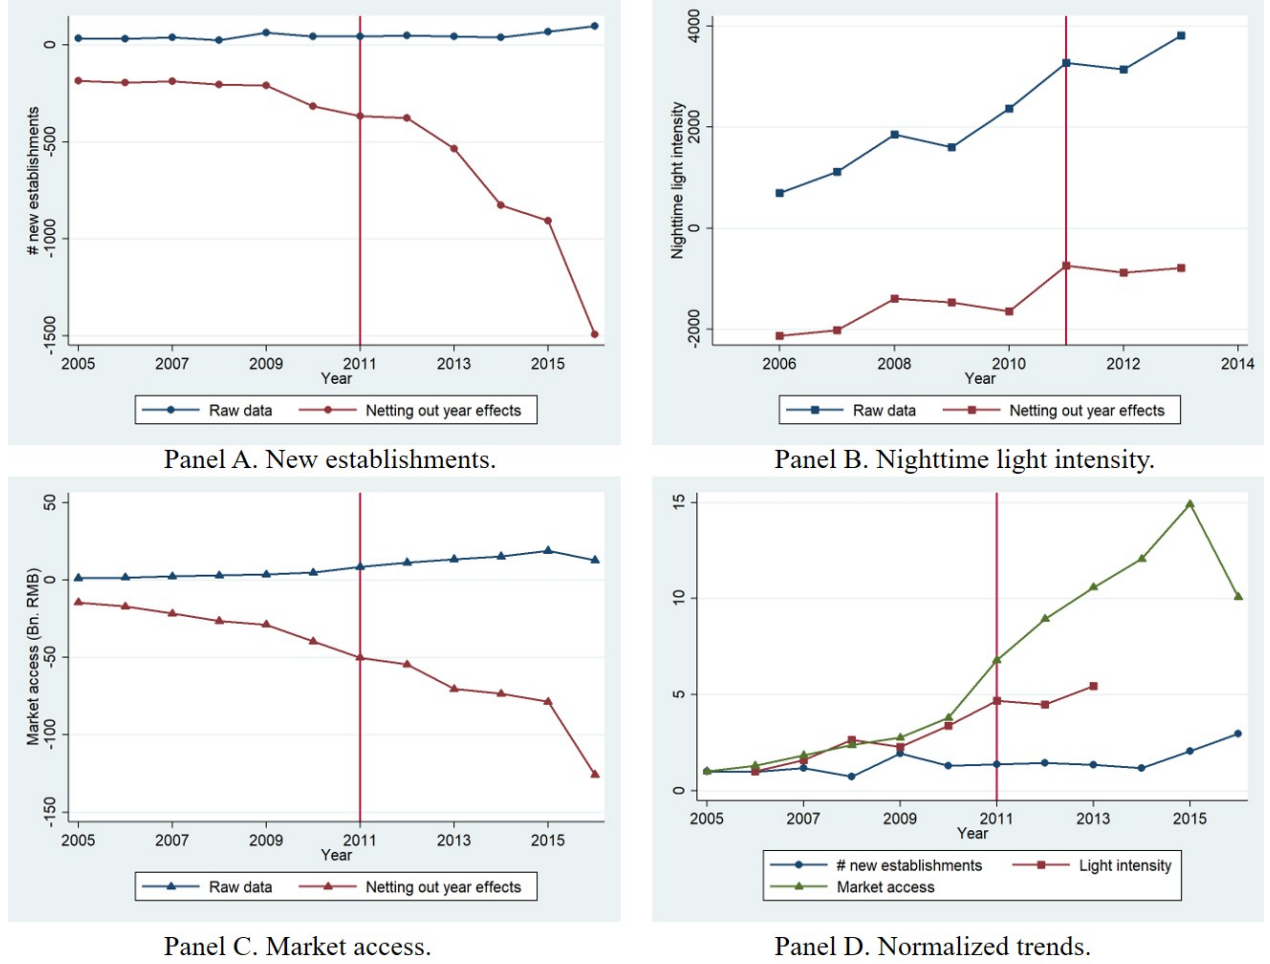 0
-500
-1000
-1500
# new establishments
2005 2007 2009 2011 2013 2015
Year
Raw data Netting out year effects
Panel A. New establishments.
4000
2000
0
-2000
Nighttime light intensity
2006 2008 2010 2012 2014
Year
Raw data Netting out year effects
Panel B. Nighttime light intensity.
50
0
-50
-100
-150
Market access (Bn. RMB)
2005 2007 2009 2011 2013 2015
Year
Raw data Netting out year effects
Panel C. Market access.
15
10
5
0
2005 2007 2009 2011 2013 2015
Year
# new establishments Light intensity
Market access
Panel D. Normalized trends.